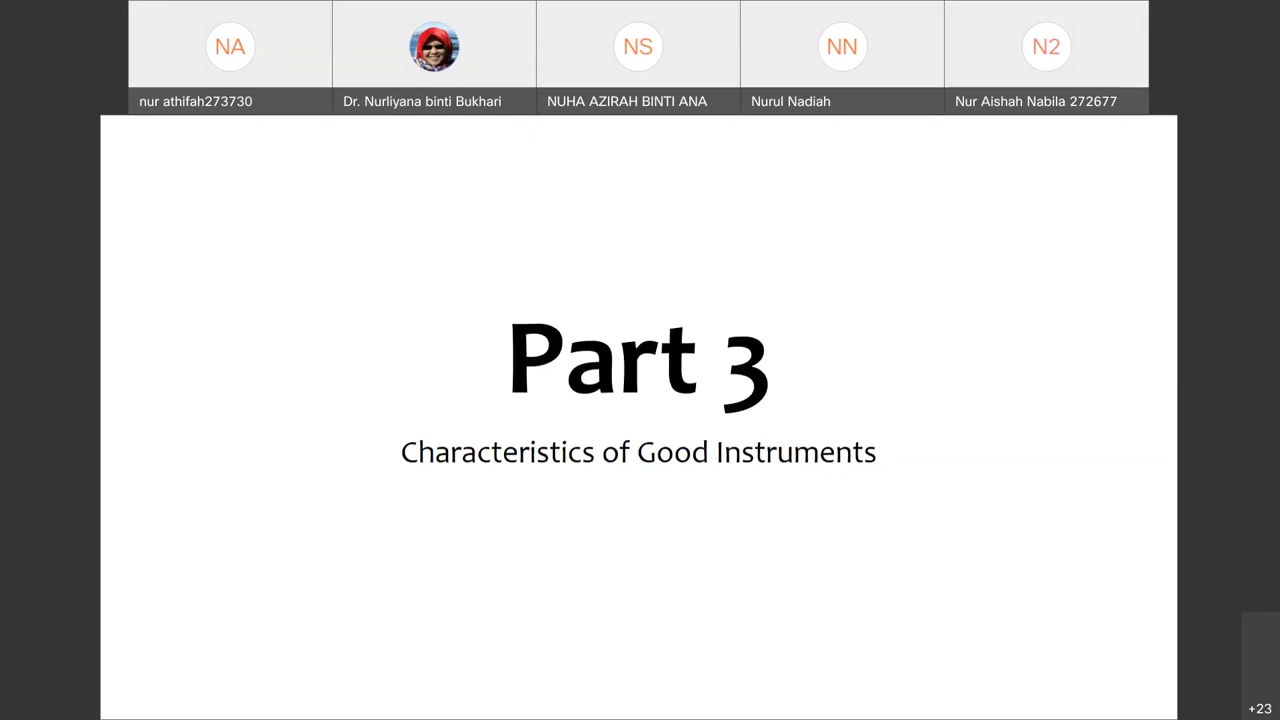 NA
NS
NN
N2
nur athifah273730
Dr. Nurliyana binti Bukhari
NUHA AZIRAH BINTI ANA
Nurul Nadiah
Nur Aishah Nabila 272677
Part 3
Characteristics of Good Instruments
+23